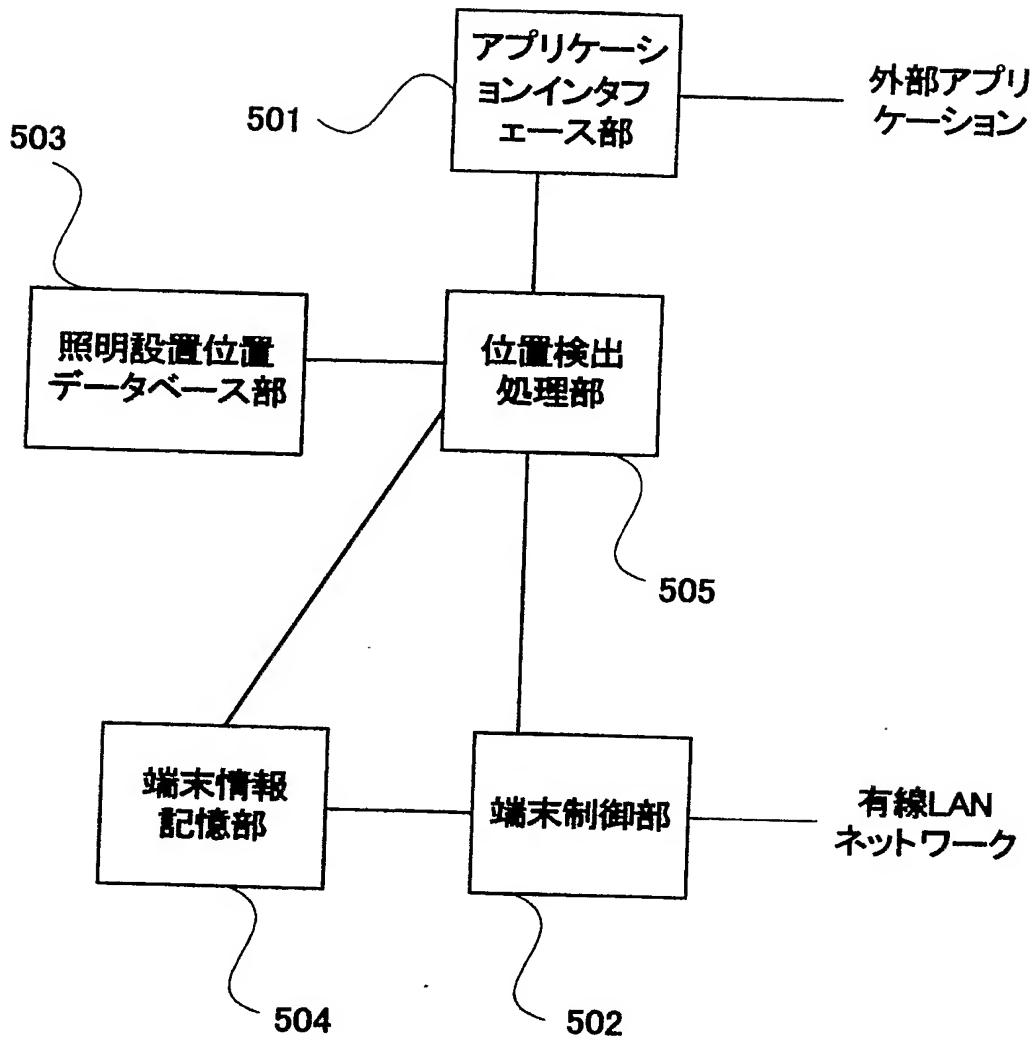 アプリケーシ
ョンインタフ
ェース部
外部アプリ
ケーション
501
503
照明設置位置
データベース部
位置検出
処理部
505
端末情報
記憶部
端末制御部
有線LAN
ネットワーク
504
502